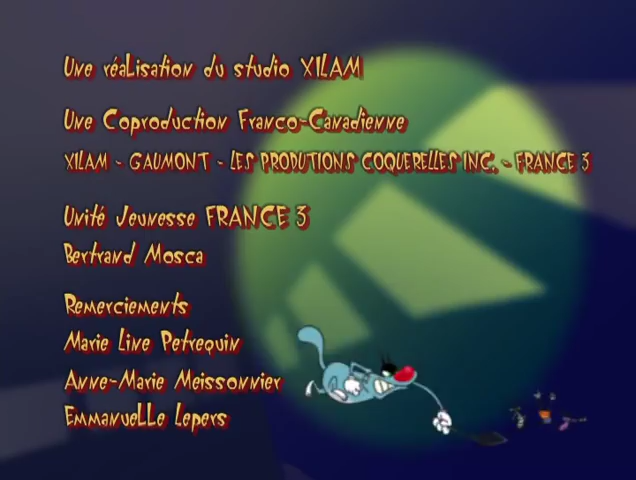 Une réalisation du studio XILAM
Une Coproduction Franco-Canadienne
XILAM - GAUMONT - LES PRODUTIONS COQUERELLES INC. - FRANCE 3
Unité Jeunesse FRANCE 3
Bertrand Mosca
Remerciements
Marie Line Petrequin
Anne-Marie Meissonnier
Emmanuelle Lepers